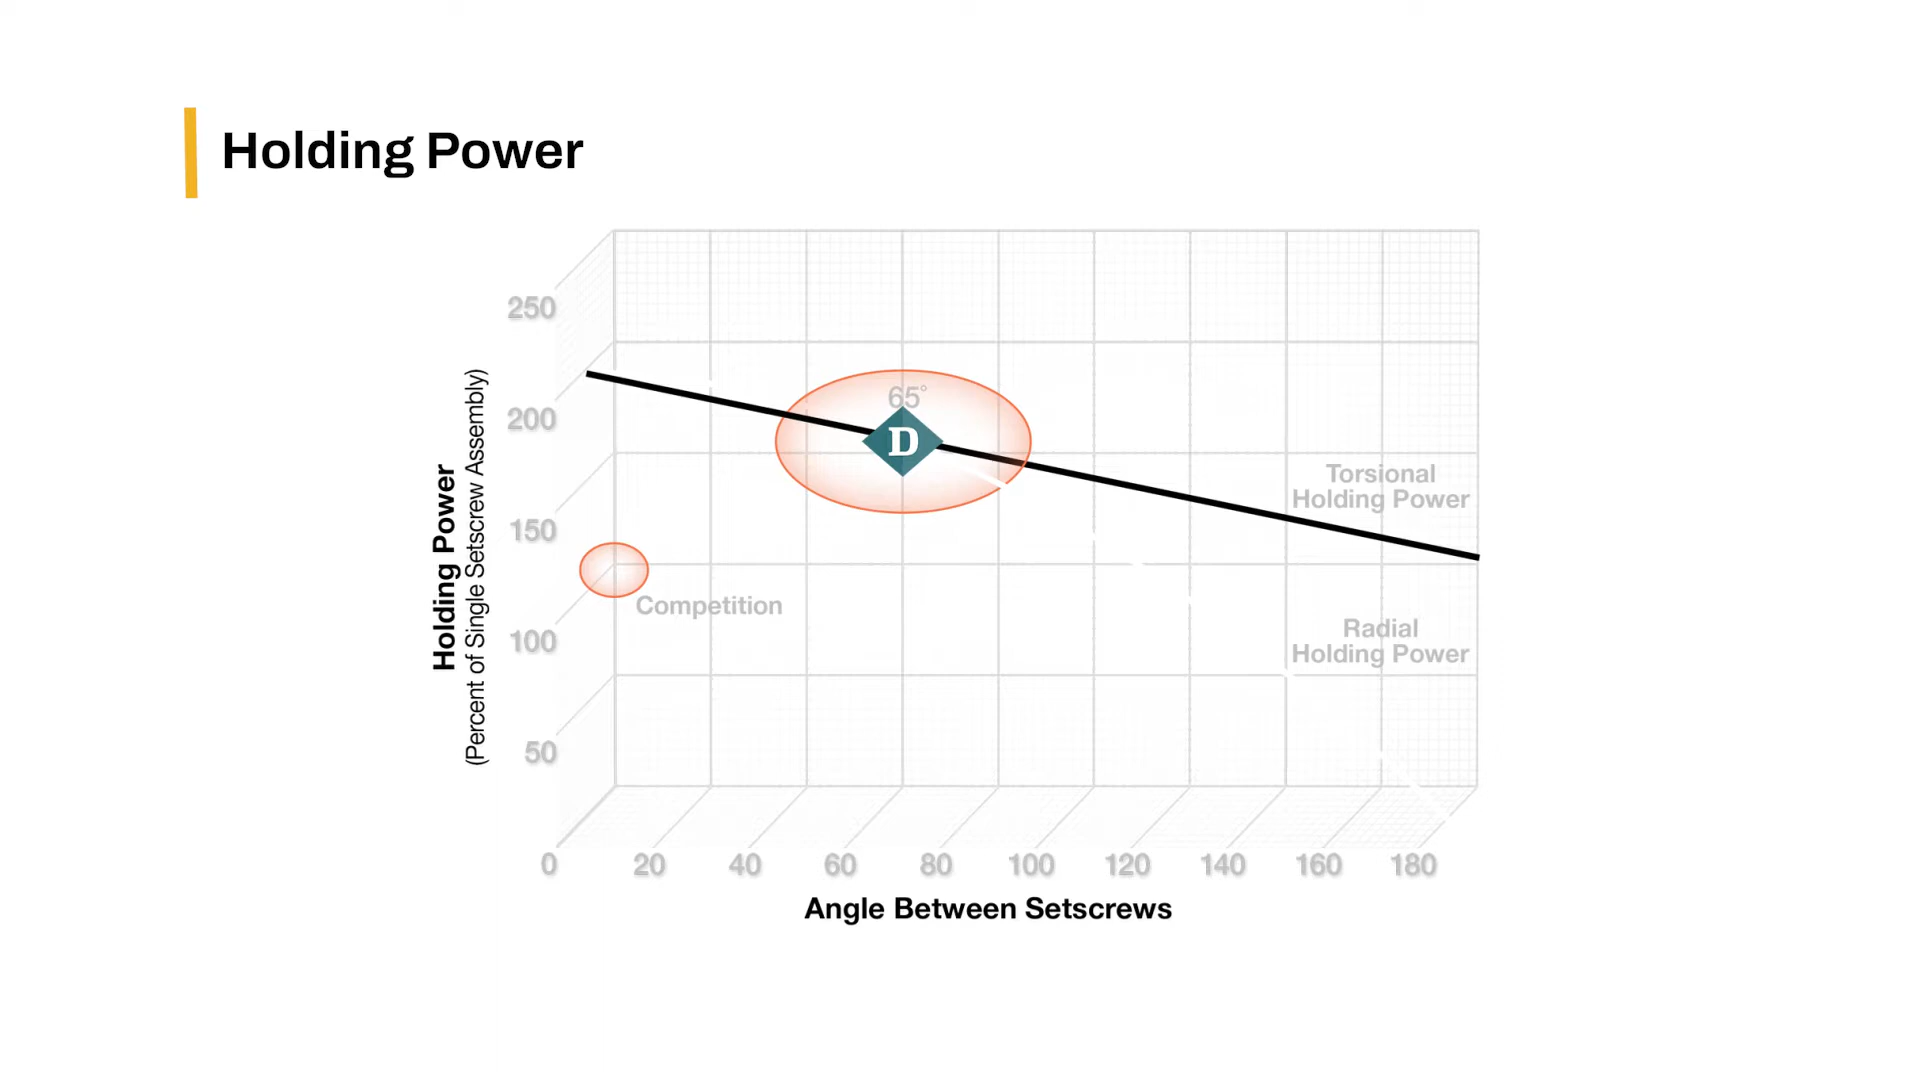 Holding Power
250
200
150
100
50
Holding Power
(Percent of Single Setscrew Assembly)
65°
D
Competition
Torsional
Holding Power
Radial
Holding Power
0 20 40 60 80 100 120 140 160 180
Angle Between Setscrews